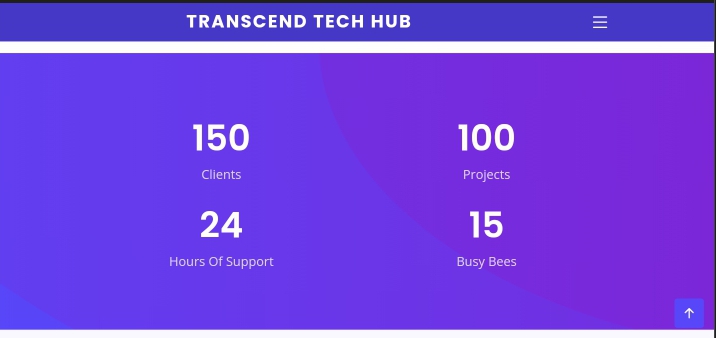 TRANSCEND TECH HUB
150 100
Clients Projects
24 15
Hours Of Support Busy Bees